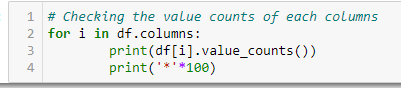 1 # Checking the value counts of each columns
2 for i in df.columns:
3     print(df[i].value_counts())
4     print('*'*100)